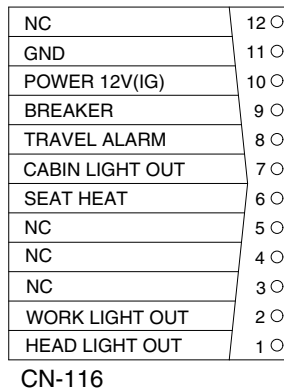 NC 12
GND 11
POWER 12V(IG) 10
BREAKER 9
TRAVEL ALARM 8
CABIN LIGHT OUT 7
SEAT HEAT 6
NC 5
NC 4
NC 3
WORK LIGHT OUT 2
HEAD LIGHT OUT 1
CN-116